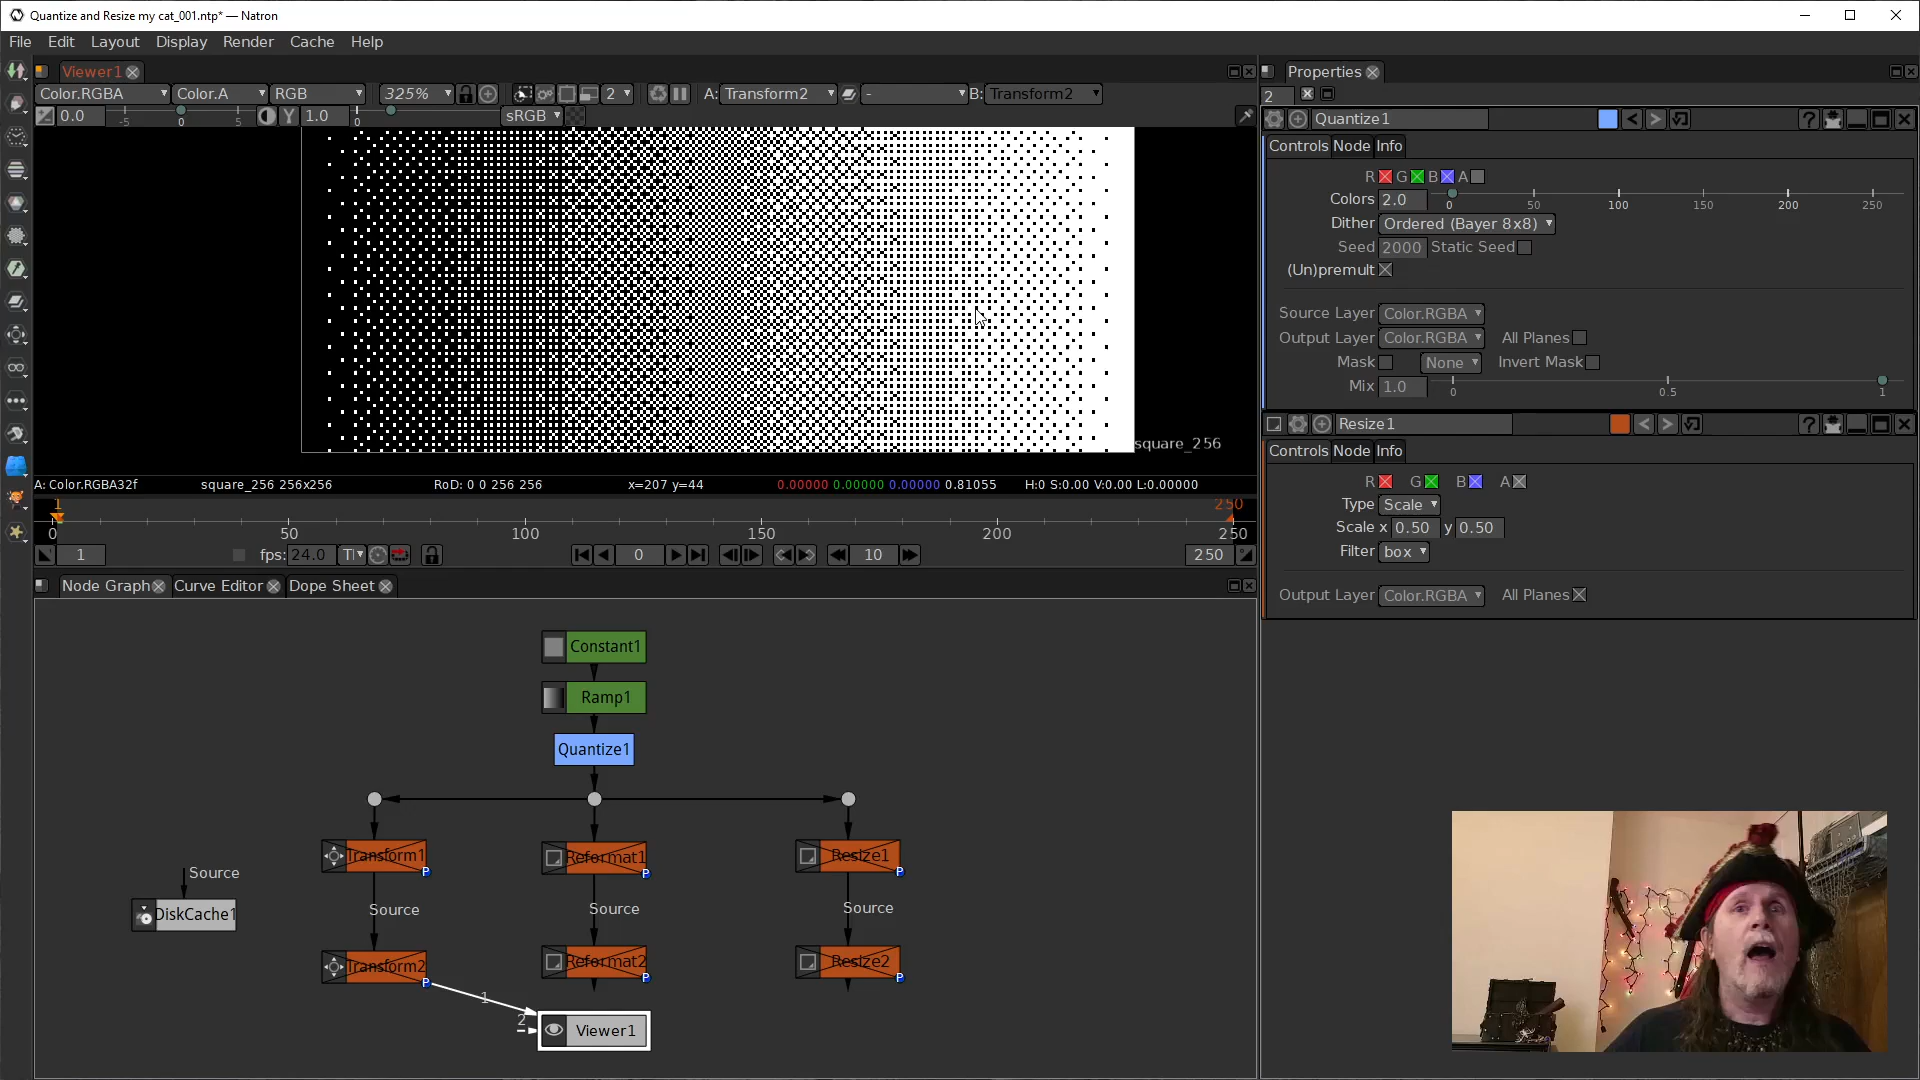 Quantize and Resize my cat_001.ntp* — Natron
File Edit Layout Display Render Cache Help
Viewer1
Color.RGBA Color.A RGB 325% 2 A: Transform2 - B: Transform2
0.0 -5 0 5 Y 1.0 0 sRGB
square_256
A: Color.RGBA32f square_256 256x256 RoD: 0 0 256 256 x=207 y=44 0.00000 0.00000 0.00000 0.81055 H:0 S:0.00 V:0.00 L:0.00000
1 250
0 50 100 150 200 250
1 fps: 24.0 0 10 250
Node Graph Curve Editor Dope Sheet
Constant1
Ramp1
Quantize1
Transform1 Reformat1 Resize1
P P P
Source
DiskCache1
Source Source Source
Transform2 Reformat2 Resize2
P P P
1
2
Viewer1
Properties
2
Quantize1 ?
Controls Node Info
R G B A
Colors 2.0 0 50 100 150 200 250
Dither Ordered (Bayer 8x8)
Seed 2000 Static Seed
(Un)premult
Source Layer Color.RGBA
Output Layer Color.RGBA All Planes
Mask None Invert Mask
Mix 1.0 0 0.5 1
Resize1 ?
Controls Node Info
R G B A
Type Scale
Scale x 0.50 y 0.50
Filter box
Output Layer Color.RGBA All Planes